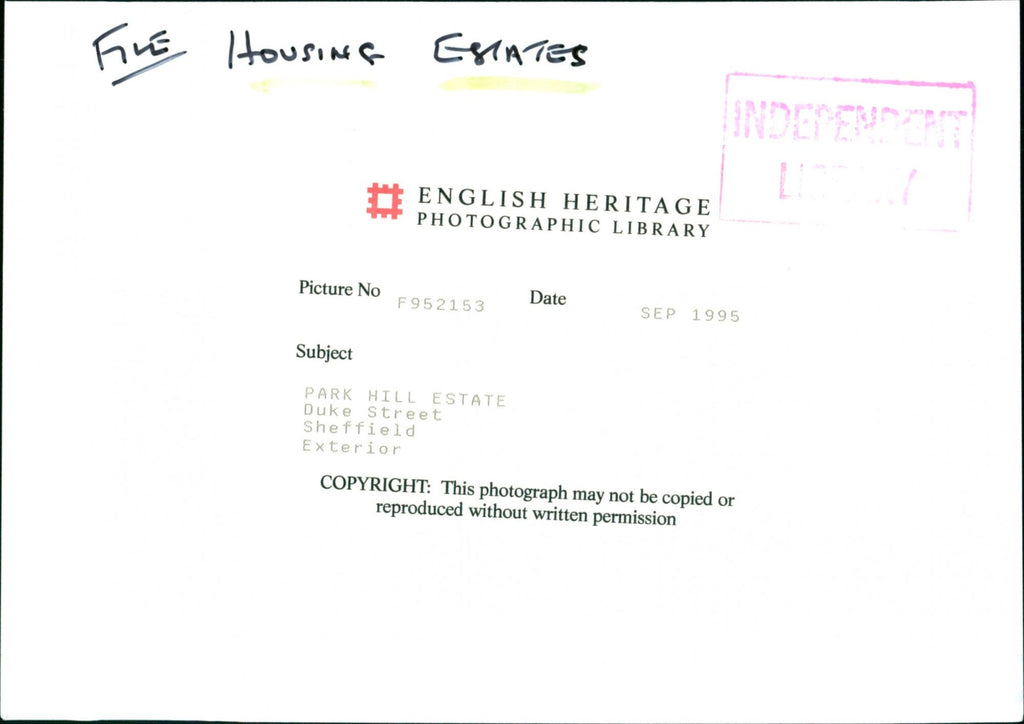 FILE HOUSING ESTATES
INDEPENDENT
LIBRARY
ENGLISH HERITAGE
PHOTOGRAPHIC LIBRARY
Picture No F952153 Date SEP 1995
Subject
PARK HILL ESTATE
Duke Street
Sheffield
Exterior
COPYRIGHT: This photograph may not be copied or
reproduced without written permission